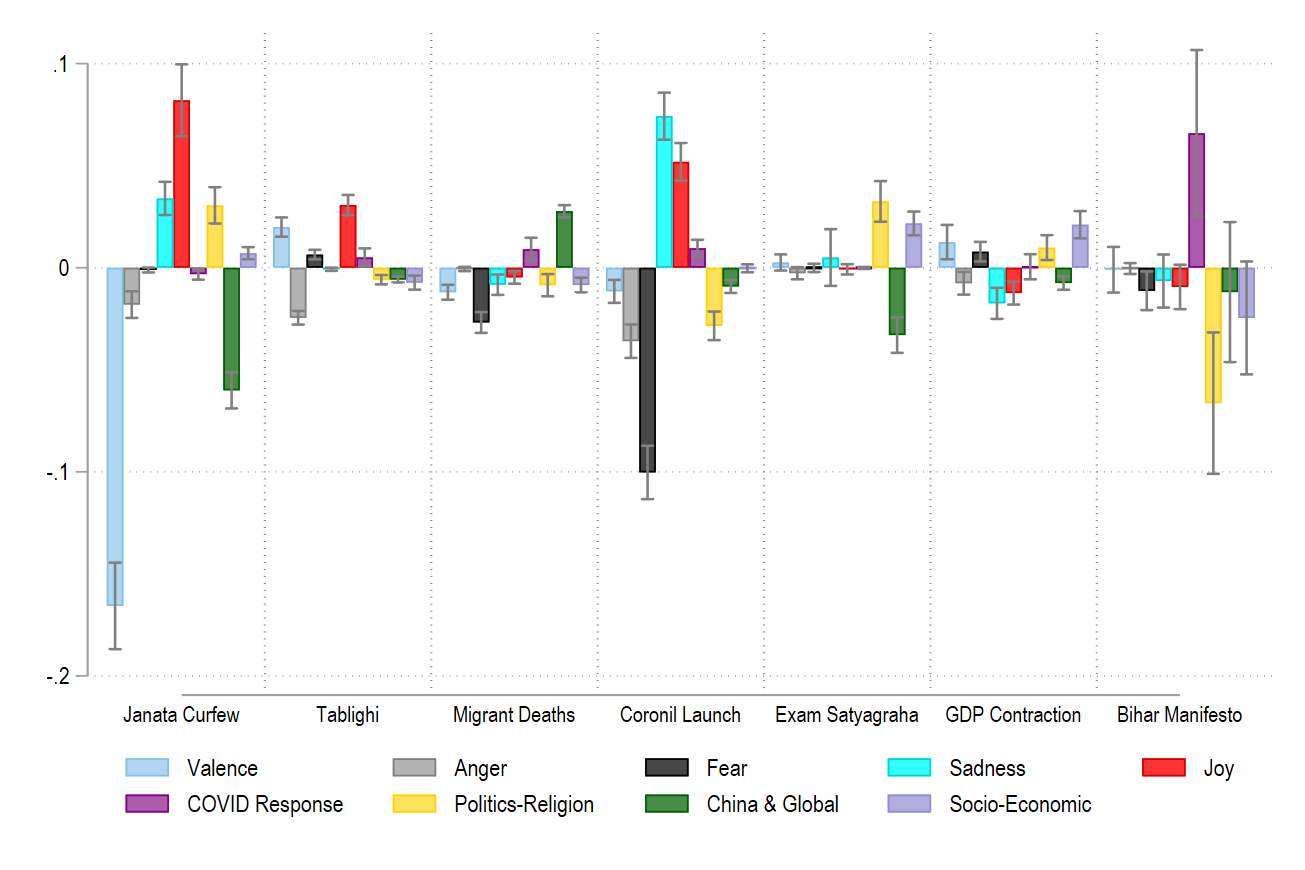 .1
0
-.1
-.2
Janata Curfew Tablighi Migrant Deaths Coronil Launch Exam Satyagraha GDP Contraction Bihar Manifesto
Valence Anger Fear Sadness Joy
COVID Response Politics-Religion China & Global Socio-Economic